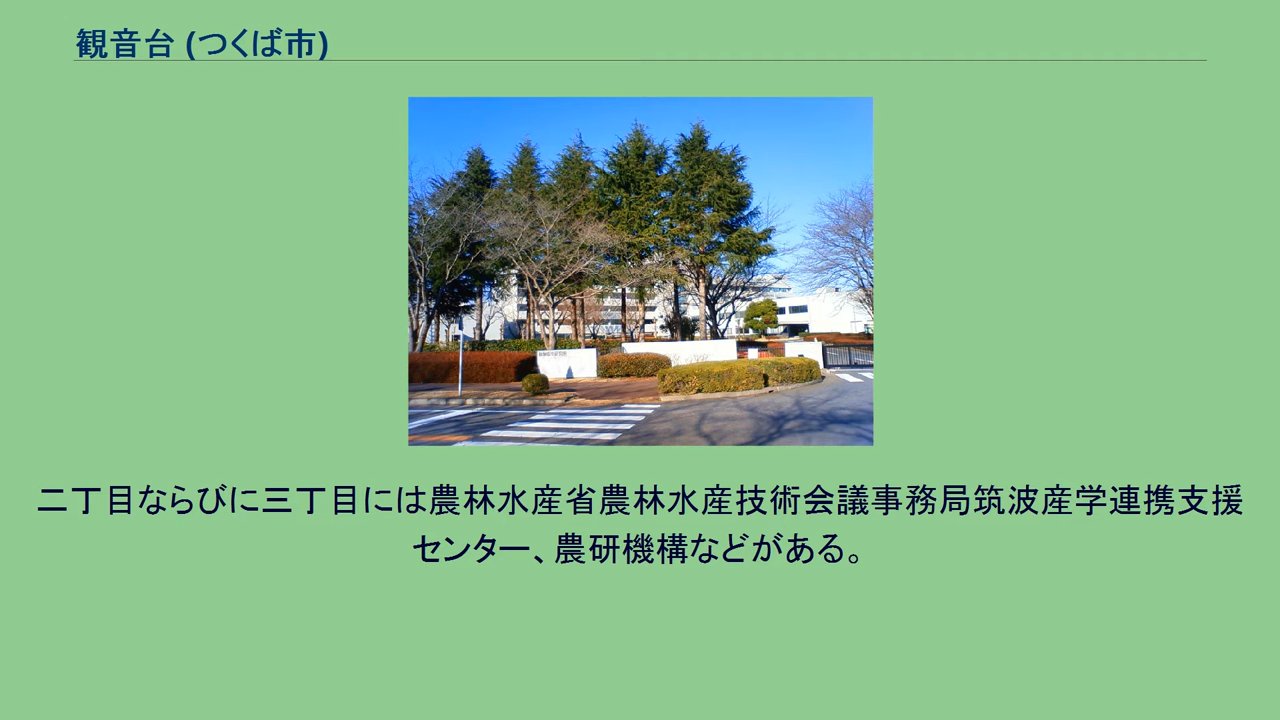 観音台 (つくば市)
二丁目ならびに三丁目には農林水産省農林水産技術会議事務局筑波産学連携支援
センター、農研機構などがある。